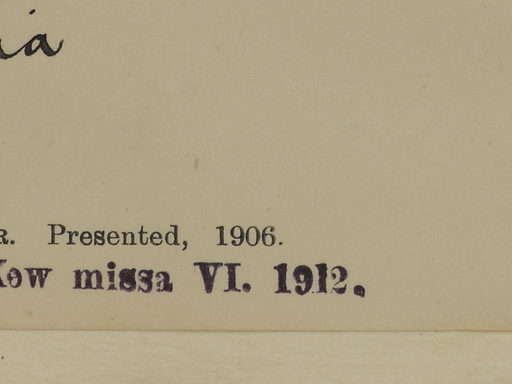 ia
R. Presented, 1906.
Kew missa VI. 1912.